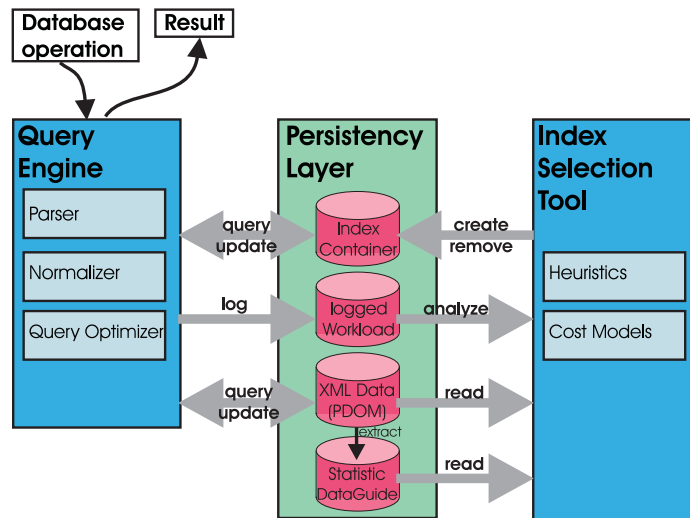 Database
operation
Result
Query
Engine
Parser
Normalizer
Query Optimizer
query
update
log
query
update
Persistency
Layer
Index
Container
logged
Workload
XML Data
(PDOM)
extract
Statistic
DataGuide
create
remove
analyze
read
read
Index
Selection
Tool
Heuristics
Cost Models